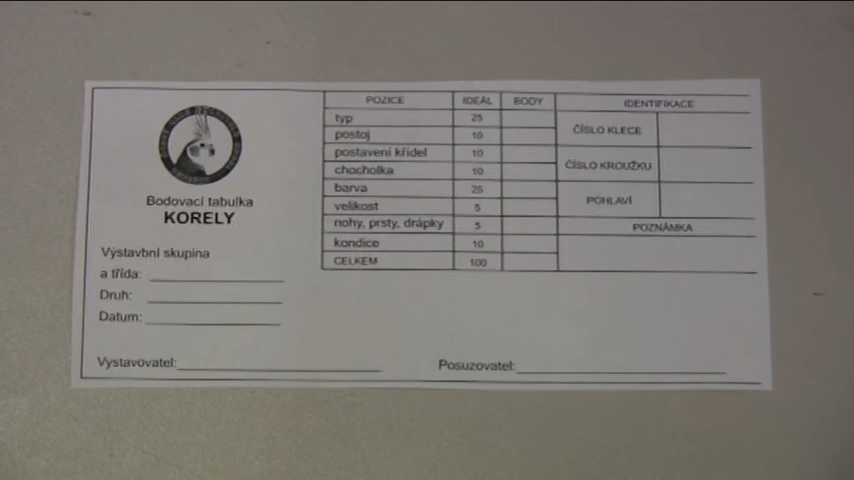 Bodovací tabulka
KORELY
Výstavbní skupina
a třída:
Druh:
Datum:
Vystavovatel:
POZICE IDEÁL BODY
typ 25
postoj 10
postavení křídel 10
chocholka 10
barva 25
velikost 5
nohy, prsty, drápky 5
kondice 10
CELKEM 100
IDENTIFIKACE
ČÍSLO KLECE
ČÍSLO KROUŽKU
POHLAVÍ
POZNÁMKA
Posuzovatel: